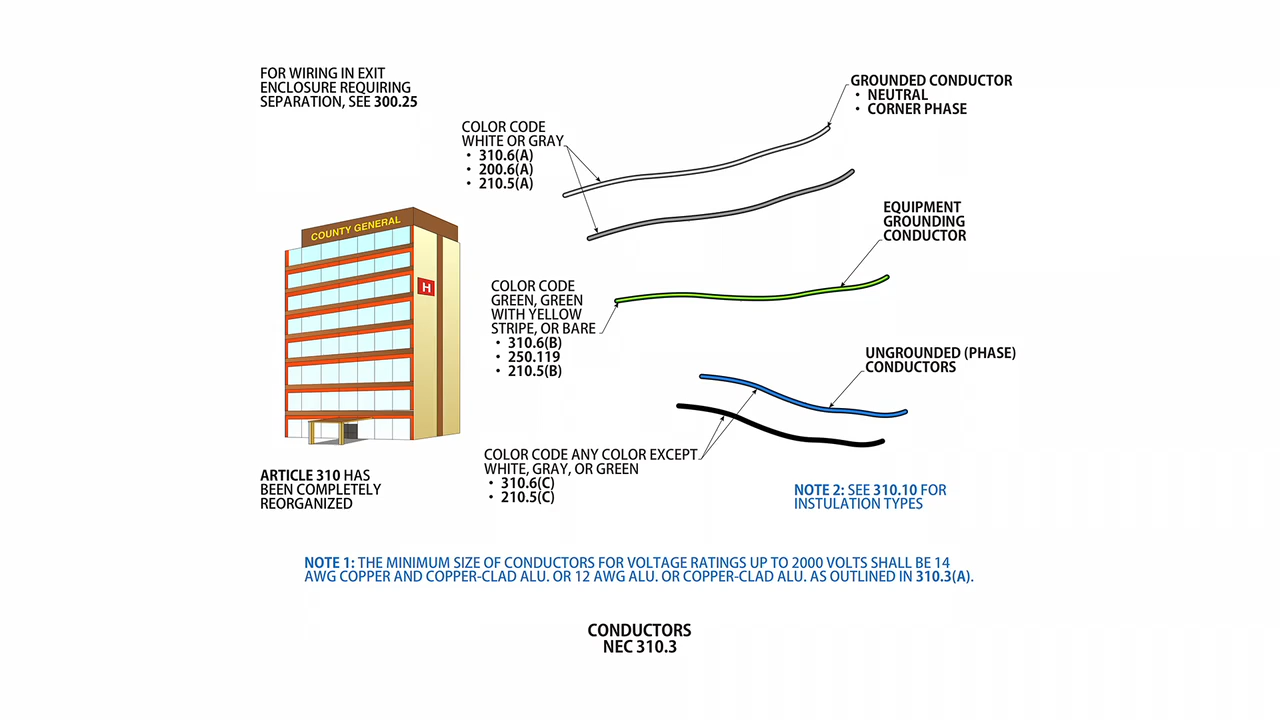 FOR WIRING IN EXIT
ENCLOSURE REQUIRING
SEPARATION, SEE 300.25
GROUNDED CONDUCTOR
• NEUTRAL
• CORNER PHASE
COLOR CODE
WHITE OR GRAY
• 310.6(A)
• 200.6(A)
• 210.5(A)
EQUIPMENT
GROUNDING
CONDUCTOR
COUNTY GENERAL
H
COLOR CODE
GREEN, GREEN
WITH YELLOW
STRIPE, OR BARE
• 310.6(B)
• 250.119
• 210.5(B)
UNGROUNDED (PHASE)
CONDUCTORS
COLOR CODE ANY COLOR EXCEPT
WHITE, GRAY, OR GREEN
• 310.6(C)
• 210.5(C)
ARTICLE 310 HAS
BEEN COMPLETELY
REORGANIZED
NOTE 2: SEE 310.10 FOR
INSTULATION TYPES
NOTE 1: THE MINIMUM SIZE OF CONDUCTORS FOR VOLTAGE RATINGS UP TO 2000 VOLTS SHALL BE 14
AWG COPPER AND COPPER-CLAD ALU. OR 12 AWG ALU. OR COPPER-CLAD ALU. AS OUTLINED IN 310.3(A).
CONDUCTORS
NEC 310.3